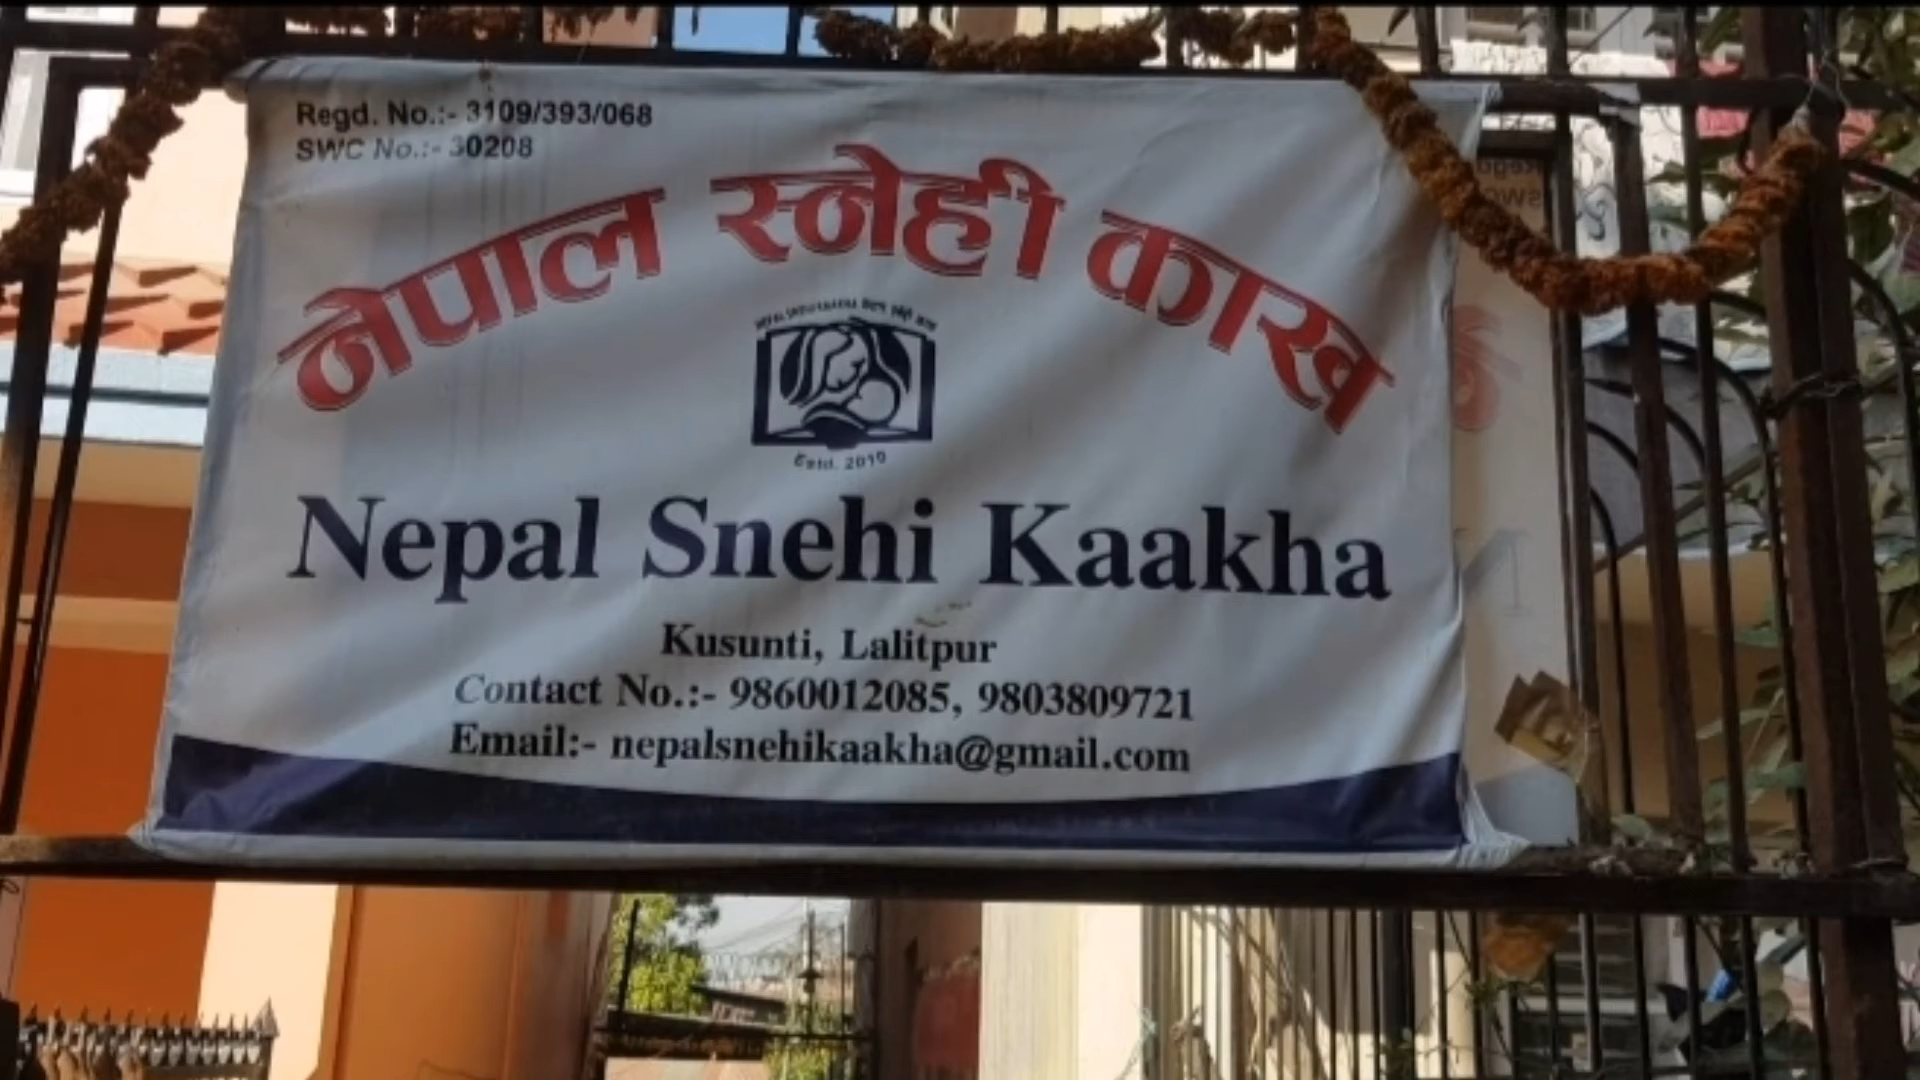 Regd. No.:- 3109/393/068
SWC No.:- 30208
नेपाल स्नेही काख
Estd. 2010
Nepal Snehi Kaakha
Kusunti, Lalitpur
Contact No.:- 9860012085, 9803809721
Email:- nepalsnehikaakha@gmail.com